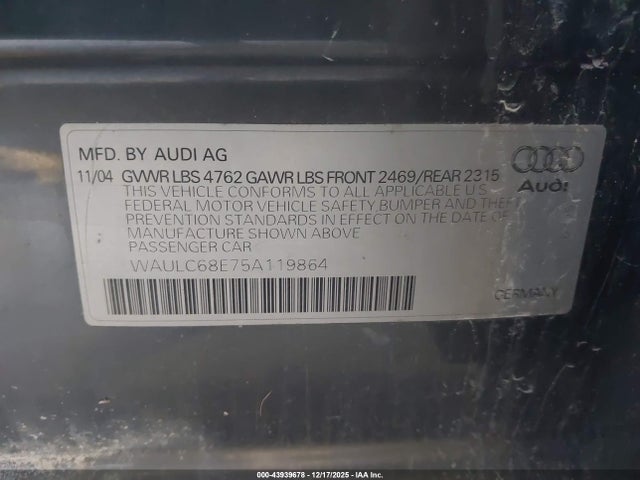 MFD. BY AUDI AG
11/04 GVWR LBS 4762 GAWR LBS FRONT 2469/REAR 2315
THIS VEHICLE CONFORMS TO ALL APPLICABLE U.S
FEDERAL MOTOR VEHICLE SAFETY BUMPER AND THEFT
PREVENTION STANDARDS IN EFFECT ON THE DATE OF
MANUFACTURE SHOWN ABOVE
PASSENGER CAR
WAULC68E75A119864
Audi
GERMANY
000-43939678 - 12/17/2025 - IAA Inc.